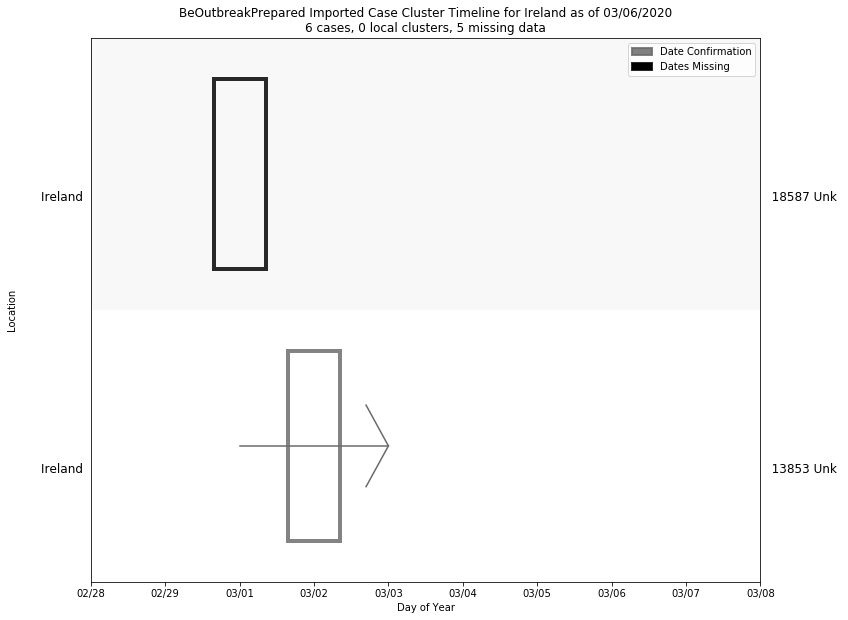 BeOutbreakPrepared Imported Case Cluster Timeline for Ireland as of 03/06/2020
6 cases, 0 local clusters, 5 missing data
Date Confirmation
Dates Missing
Ireland
18587 Unk
Location
Ireland
13853 Unk
02/28 02/29 03/01 03/02 03/03 03/04 03/05 03/06 03/07 03/08
Day of Year